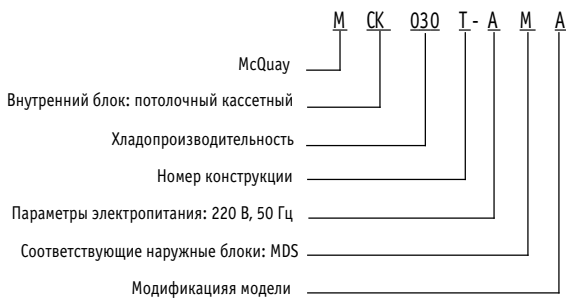 M CK 030 T - A M A
McQuay
Внутренний блок: потолочный кассетный
Хладопроизводительность
Номер конструкции
Параметры электропитания: 220 В, 50 Гц
Соответствующие наружные блоки: MDS
Модификацияя модели